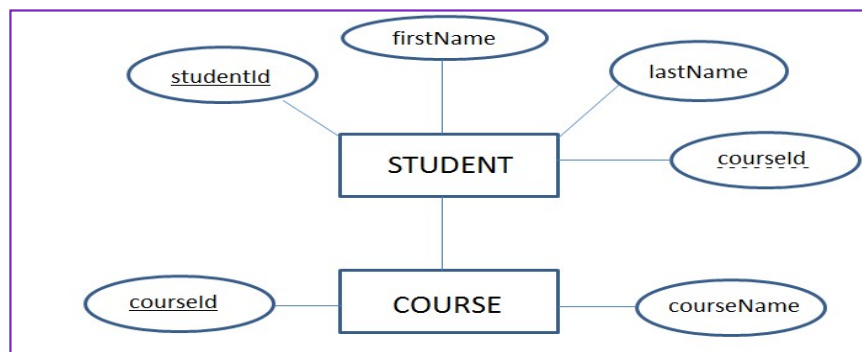 firstName
studentId
lastName
STUDENT
courseId
courseId
COURSE
courseName